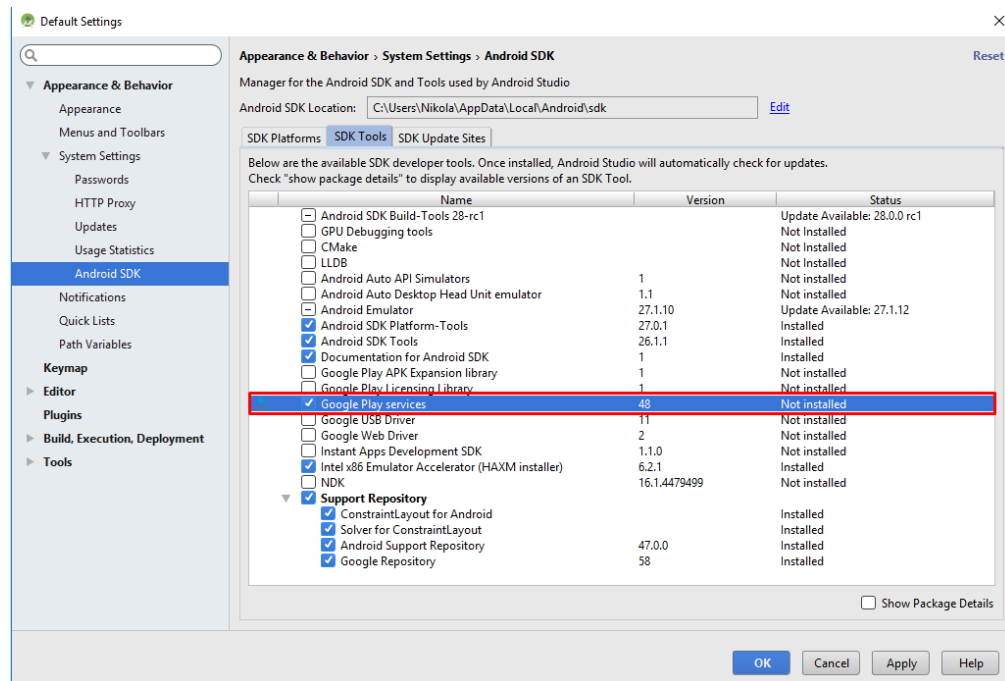 Default Settings
Appearance & Behavior › System Settings › Android SDK
Reset
Appearance & Behavior
Appearance
Menus and Toolbars
System Settings
Passwords
HTTP Proxy
Updates
Usage Statistics
Android SDK
Notifications
Quick Lists
Path Variables
Keymap
Editor
Plugins
Build, Execution, Deployment
Tools
Manager for the Android SDK and Tools used by Android Studio
Android SDK Location: C:\Users\Nikola\AppData\Local\Android\sdk Edit
SDK Platforms SDK Tools SDK Update Sites
Below are the available SDK developer tools. Once installed, Android Studio will automatically check for updates.
Check "show package details" to display available versions of an SDK Tool.
Name Version Status
Android SDK Build-Tools 28-rc1 Update Available: 28.0.0 rc1
GPU Debugging tools Not Installed
CMake Not Installed
LLDB Not Installed
Android Auto API Simulators 1 Not installed
Android Auto Desktop Head Unit emulator 1.1 Not installed
Android Emulator 27.1.10 Update Available: 27.1.12
Android SDK Platform-Tools 27.0.1 Installed
Android SDK Tools 26.1.1 Installed
Documentation for Android SDK 1 Installed
Google Play APK Expansion library 1 Not installed
Google Play Licensing Library 1 Not installed
Google Play services 48 Not installed
Google USB Driver 11 Not installed
Google Web Driver 2 Not installed
Instant Apps Development SDK 1.1.0 Not installed
Intel x86 Emulator Accelerator (HAXM installer) 6.2.1 Installed
NDK 16.1.4479499 Not installed
Support Repository
ConstraintLayout for Android Installed
Solver for ConstraintLayout Installed
Android Support Repository 47.0.0 Installed
Google Repository 58 Installed
Show Package Details
OK Cancel Apply Help